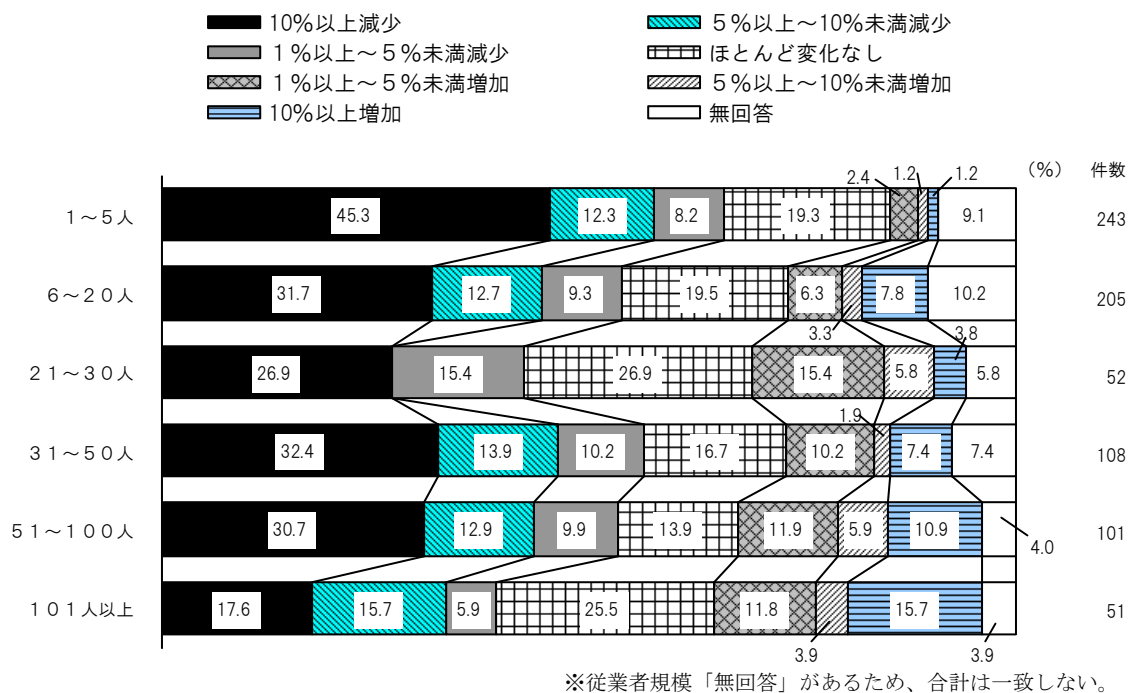 10%以上減少 5%以上～10%未満減少
1%以上～5%未満減少 ほとんど変化なし
1%以上～5%未満増加 5%以上～10%未満増加
10%以上増加 無回答
(%) 件数
1～5人 45.3 12.3 8.2 19.3 2.4 1.2 1.2 9.1 243
6～20人 31.7 12.7 9.3 19.5 6.3 3.3 7.8 10.2 205
21～30人 26.9 15.4 26.9 15.4 5.8 3.8 5.8 52
31～50人 32.4 13.9 10.2 16.7 10.2 1.9 7.4 7.4 108
51～100人 30.7 12.9 9.9 13.9 11.9 5.9 10.9 4.0 101
101人以上 17.6 15.7 5.9 25.5 11.8 3.9 15.7 3.9 51
※従業者規模「無回答」があるため、合計は一致しない。